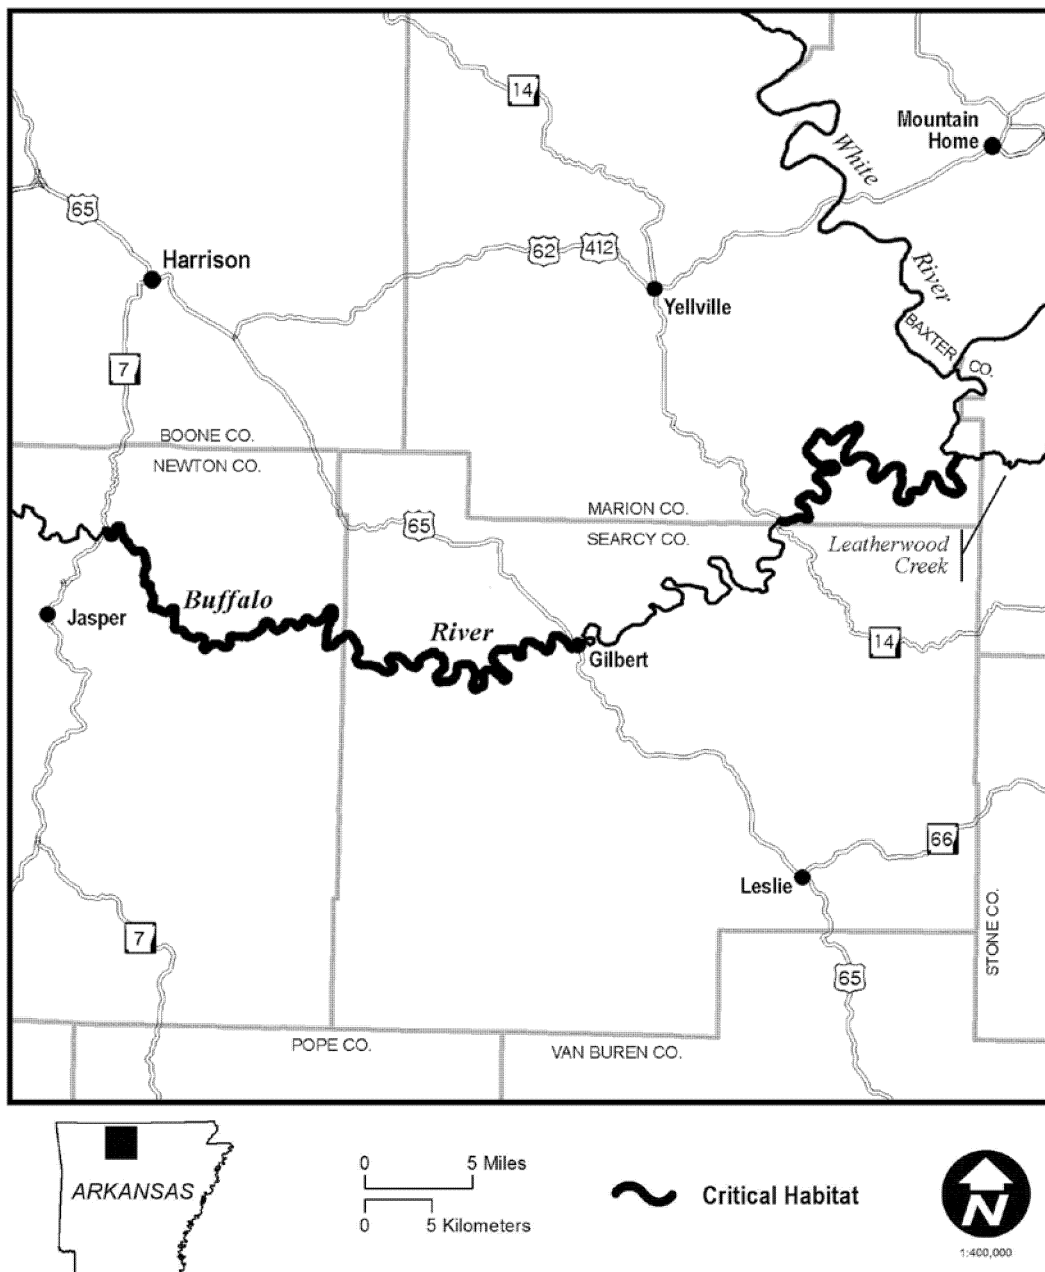 14
Mountain
Home
White
65
62
412
Harrison
River
Yellville
BAXTER
CO.
7
BOONE CO.
NEWTON CO.
MARION CO.
65
SEARCY CO.
Leatherwood
Creek
Buffalo
Jasper
River
14
Gilbert
66
Leslie
STONE CO.
7
65
POPE CO.
VAN BUREN CO.
0 5 Miles
ARKANSAS
Critical Habitat
0 5 Kilometers
N
1:400,000